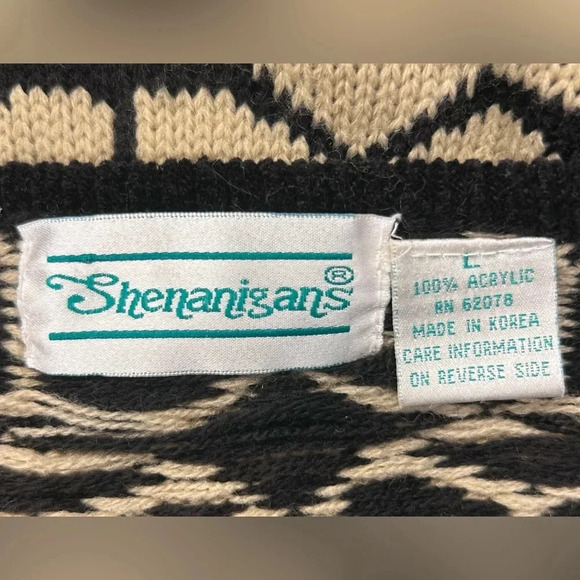 Shenanigans®
L
100% ACRYLIC
RN 62078
MADE IN KOREA
CARE INFORMATION
ON REVERSE SIDE